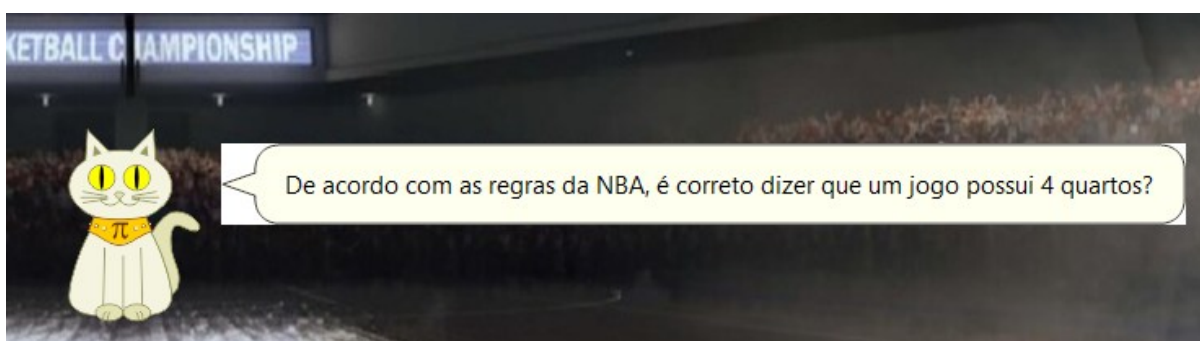 KETBALL CHAMPIONSHIP
De acordo com as regras da NBA, é correto dizer que um jogo possui 4 quartos?
π